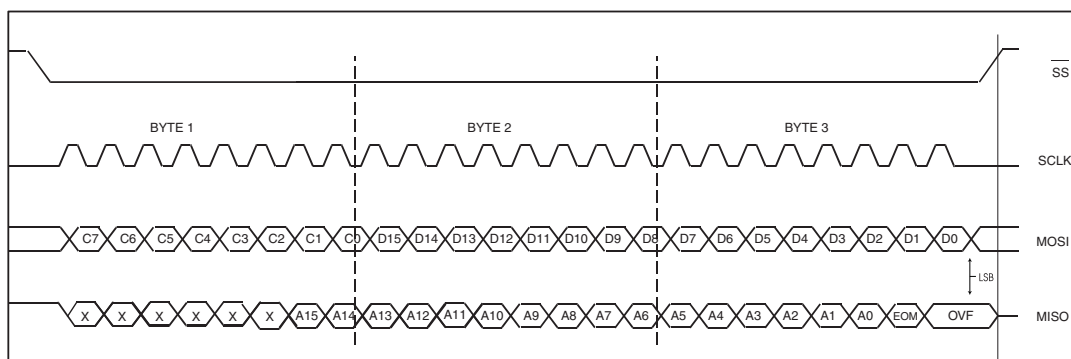 SS
BYTE 1 BYTE 2 BYTE 3
SCLK
C7 C6 C5 C4 C3 C2 C1 C0 D15 D14 D13 D12 D11 D10 D9 D8 D7 D6 D5 D4 D3 D2 D1 D0 MOSI
LSB
X X X X X X A15 A14 A13 A12 A11 A10 A9 A8 A7 A6 A5 A4 A3 A2 A1 A0 EOM OVF MISO